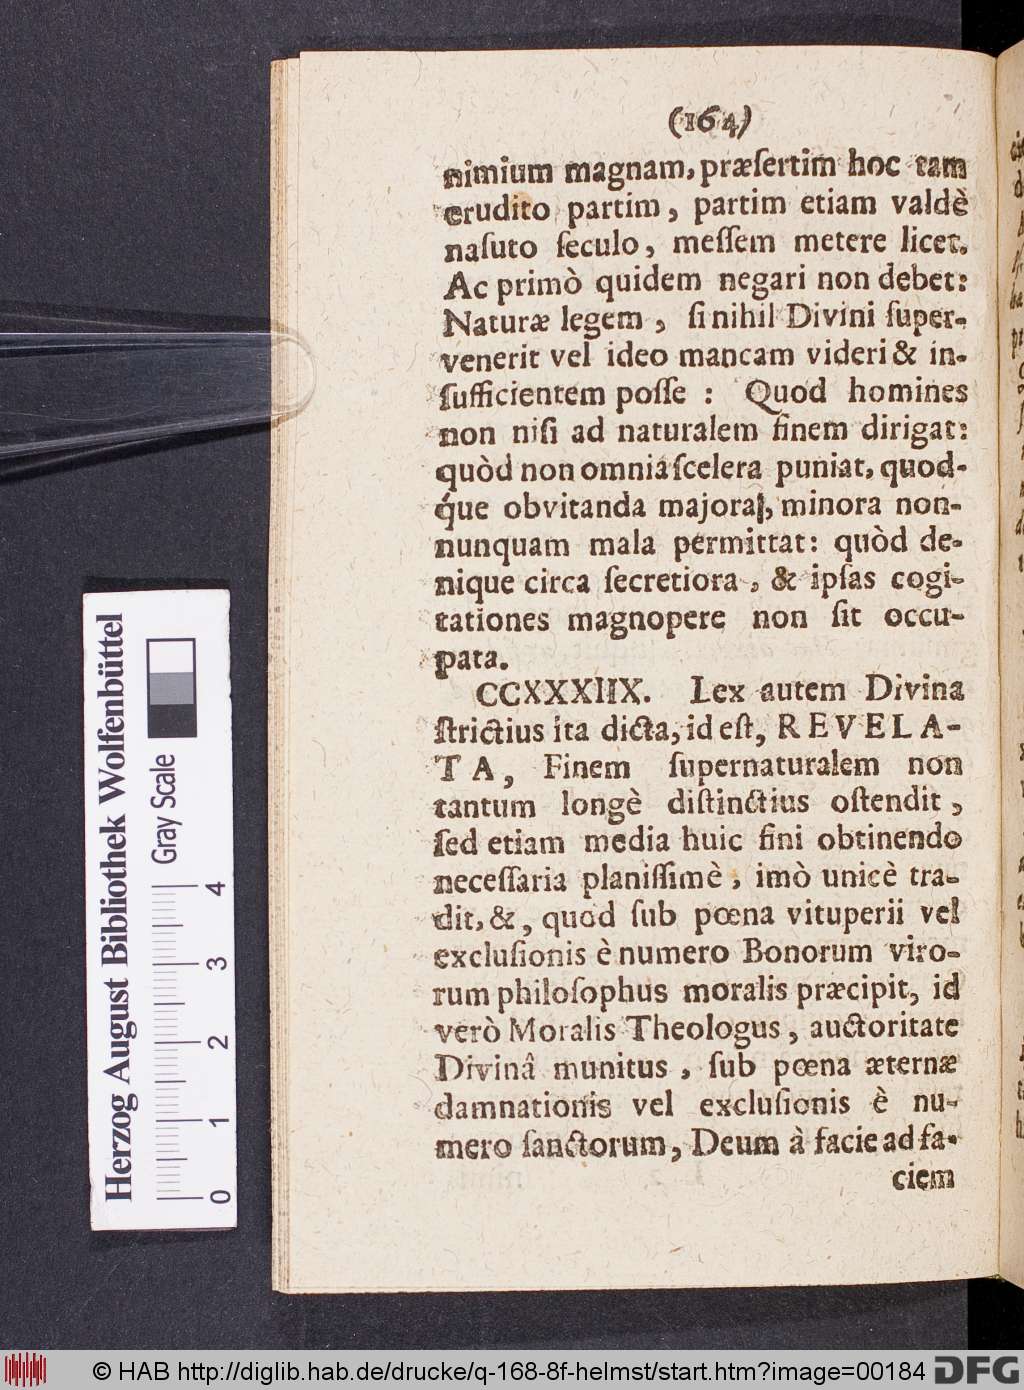 (164)
nimium magnam, præſertim hoc tam
erudito partim, partim etiam valdè
naſuto ſeculo, meſſem metere licet.
Ac primò quidem negari non debet:
Naturæ legem, ſi nihil Divini ſuper-
venerit vel ideo mancam videri & in-
ſufficientem poſſe : Quod homines
non niſi ad naturalem finem dirigat:
quòd non omnia ſcelera puniat, quod-
que obvitanda majora, minora non-
nunquam mala permittat: quòd de-
nique circa ſecretiora, & ipſas cogi-
tationes magnopere non ſit occu-
pata.
CCXXXIIX. Lex autem Divina
ſtrictius ita dicta, id eſt, REVELA-
TA, Finem ſupernaturalem non
tantum longè diſtinctius oſtendit,
ſed etiam media huic fini obtinendo
neceſſaria planiſſimè, imò unicè tra-
dit, &, quod ſub pœna vituperii vel
excluſionis è numero Bonorum viro-
rum philoſophus moralis præcipit, id
verò Moralis Theologus, auctoritate
Divinâ munitus, ſub pœna æternæ
damnationis vel excluſionis è nu-
mero ſanctorum, Deum à facie ad fa-
ciem
Herzog August Bibliothek Wolfenbüttel
Gray Scale
0 1 2 3 4
© HAB http://diglib.hab.de/drucke/q-168-8f-helmst/start.htm?image=00184
DFG